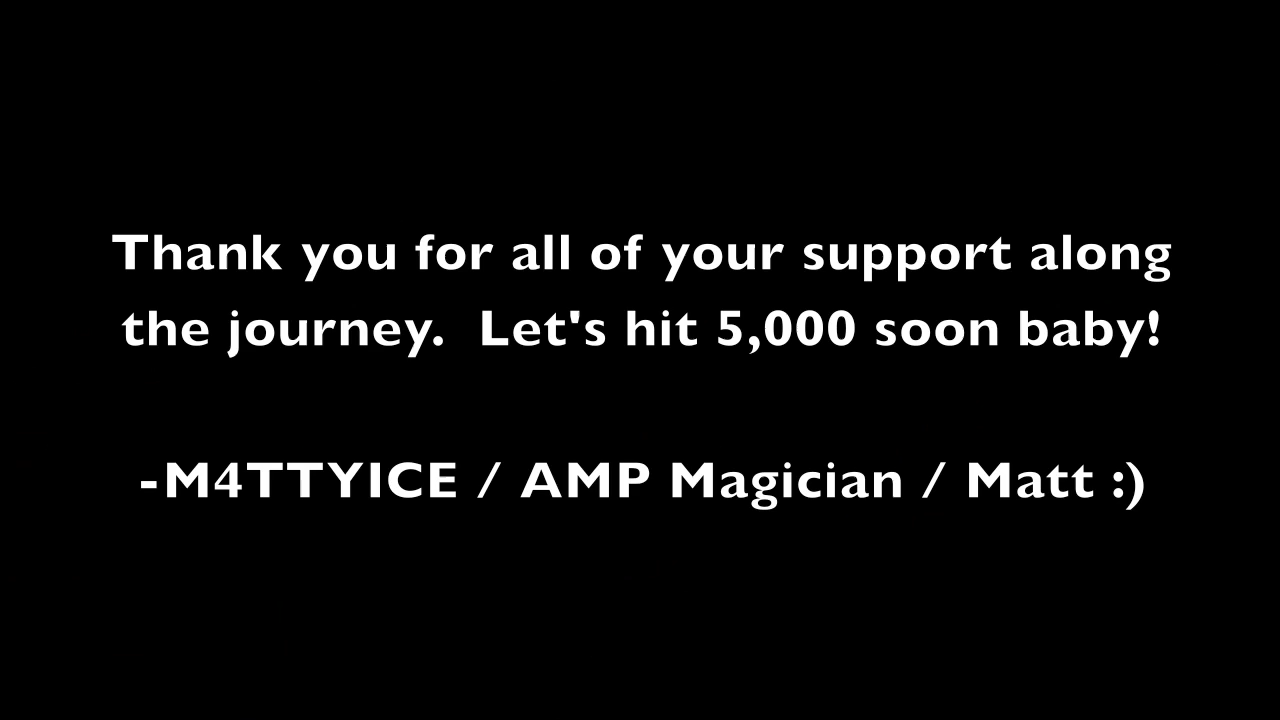 Thank you for all of your support along
the journey.  Let's hit 5,000 soon baby!
-M4TTYICE / AMP Magician / Matt :)